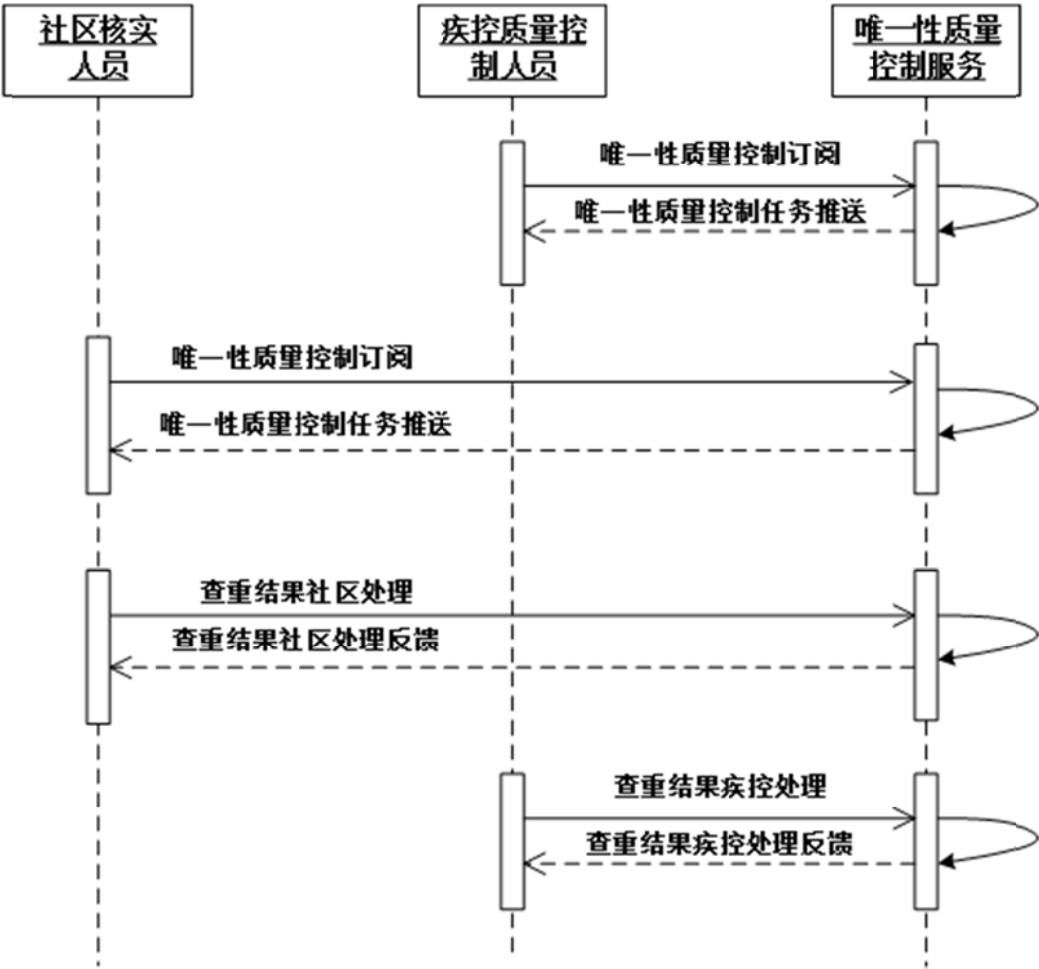 社区核实
人员
疾控质量控
制人员
唯一性质量
控制服务
唯一性质量控制订阅
唯一性质量控制任务推送
唯一性质量控制订阅
唯一性质量控制任务推送
查重结果社区处理
查重结果社区处理反馈
查重结果疾控处理
查重结果疾控处理反馈